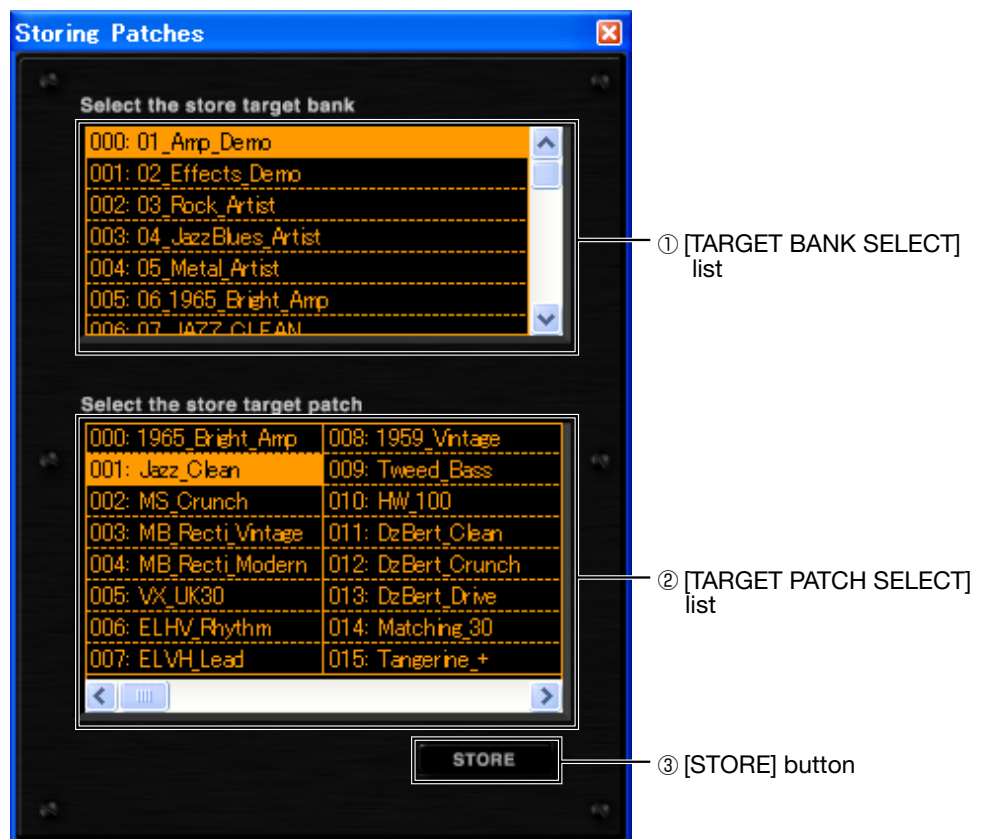 Storing Patches
Select the store target bank
000: 01_Amp_Demo
001: 02_Effects_Demo
002: 03_Rock_Artist
003: 04_JazzBlues_Artist
004: 05_Metal_Artist
005: 06_1965_Bright_Amp
006: 07_JAZZ_CLEAN
① [TARGET BANK SELECT]
list
Select the store target patch
000: 1965_Bright_Amp
001: Jazz_Clean
002: MS_Crunch
003: MB_Recti_Vintage
004: MB_Recti_Modern
005: VX_UK30
006: ELHV_Rhythm
007: ELVH_Lead
008: 1959_Vintage
009: Tweed_Bass
010: HW_100
011: DzBert_Clean
012: DzBert_Crunch
013: DzBert_Drive
014: Matching_30
015: Tangerine_+
② [TARGET PATCH SELECT]
list
STORE
③ [STORE] button